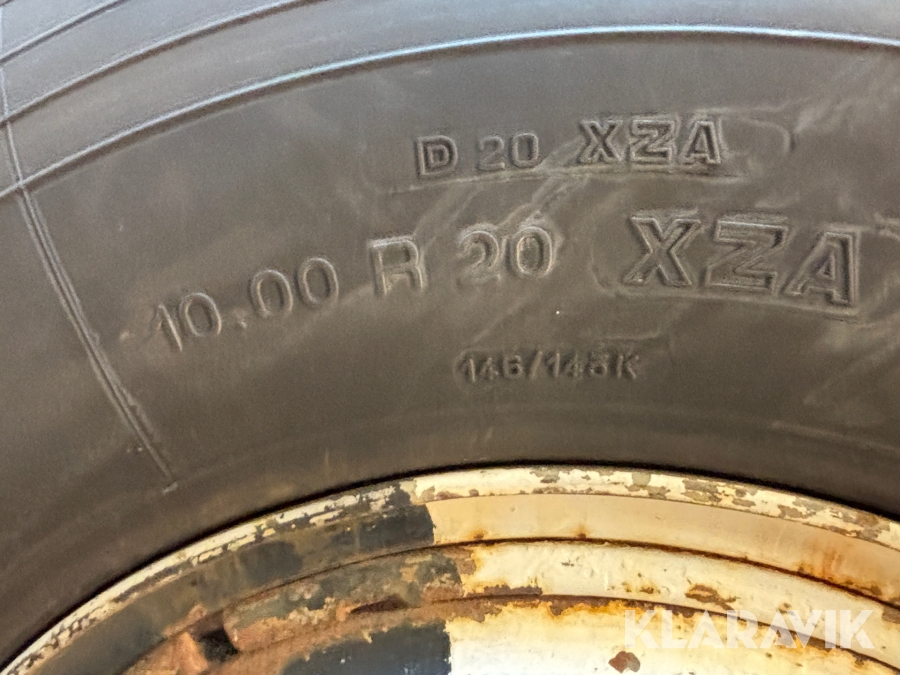 D 20 XZA
10.00 R 20 XZA
146/143K
KLARAVIK